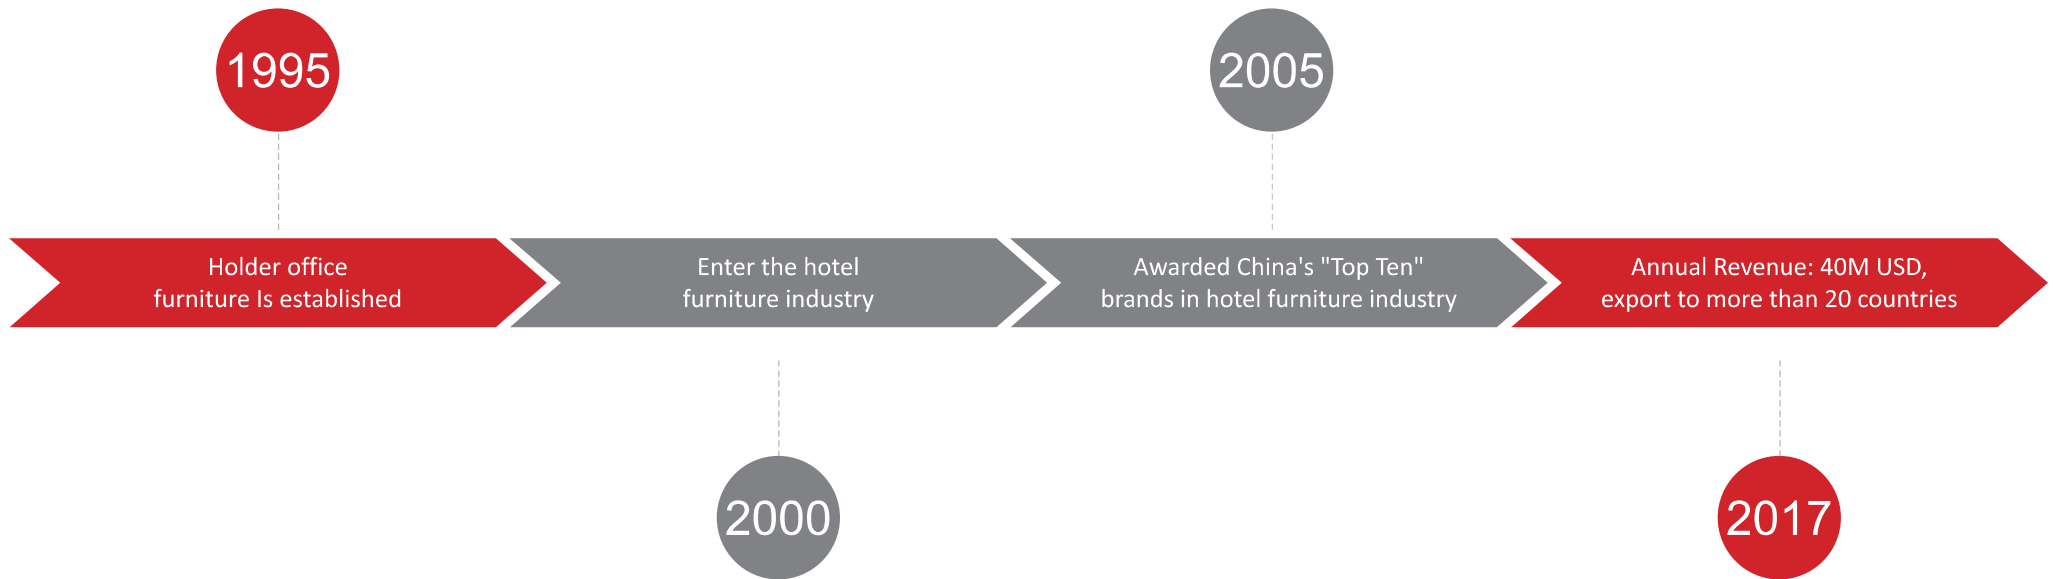 1995
2005
Holder office
furniture Is established
Enter the hotel
furniture industry
Awarded China's "Top Ten"
brands in hotel furniture industry
Annual Revenue: 40M USD,
export to more than 20 countries
2000
2017